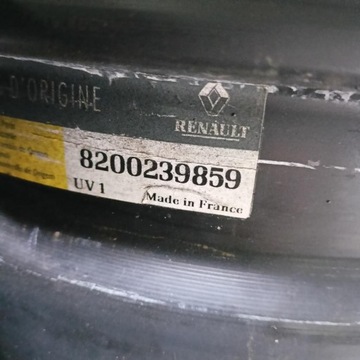 D'ORIGINE
RENAULT
8200239859
UV1
Made in France